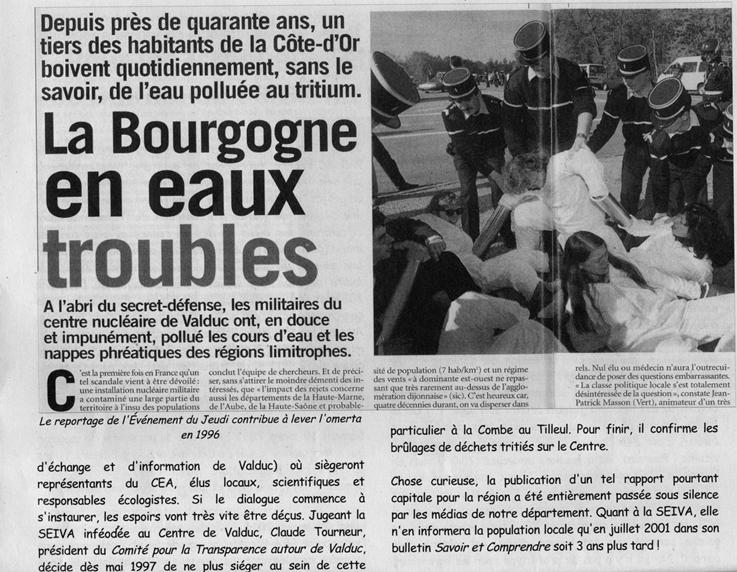 Depuis près de quarante ans, un
tiers des habitants de la Côte-d'Or
boivent quotidiennement, sans le
savoir, de l'eau polluée au tritium.
La Bourgogne
en eaux
troubles
A l'abri du secret-défense, les militaires du
centre nucléaire de Valduc ont, en douce
et impunément, pollué les cours d'eau et les
nappes phréatiques des régions limitrophes.
C'est la première fois en France qu'un
tel scandale vient à être dévoilé :
une installation nucléaire militaire
a contaminé une large partie du
territoire à l'insu des populations
conclut l'équipe de chercheurs. Et de préci-
ser, sans s'attirer le moindre démenti des in-
téressés, que « l'impact des rejets concerne
aussi les départements de la Haute-Marne,
de l'Aube, de la Haute-Saône et probable-
sité de population (7 hab/km²) et un régime
des vents « à dominante est-ouest ne repas-
sant que très rarement au-dessus de l'agglo-
mération dijonnaise » (sic). C'est heureux car,
quatre décennies durant, on va disperser dans
rels. Nul élu ou médecin n'aura l'outrecui-
dance de poser des questions embarrassantes.
« La classe politique locale s'est totalement
désintéressée de la question », constate Jean-
Patrick Masson (Vert), animateur d'un très
Le reportage de l'Événement du Jeudi contribue à lever l'omerta
en 1996
d'échange et d'information de Valduc) où siègeront
représentants du CEA, élus locaux, scientifiques et
responsables écologistes. Si le dialogue commence à
s'instaurer, les espoirs vont très vite être déçus. Jugeant la
SEIVA inféodée au Centre de Valduc, Claude Tourneur,
président du Comité pour la Transparence autour de Valduc,
décide dès mai 1997 de ne plus siéger au sein de cette
particulier à la Combe au Tilleul. Pour finir, il confirme les
brûlages de déchets tritiés sur le Centre.
Chose curieuse, la publication d'un tel rapport pourtant
capitale pour la région a été entièrement passée sous silence
par les médias de notre département. Quant à la SEIVA, elle
n'en informera la population locale qu'en juillet 2001 dans son
bulletin Savoir et Comprendre soit 3 ans plus tard !